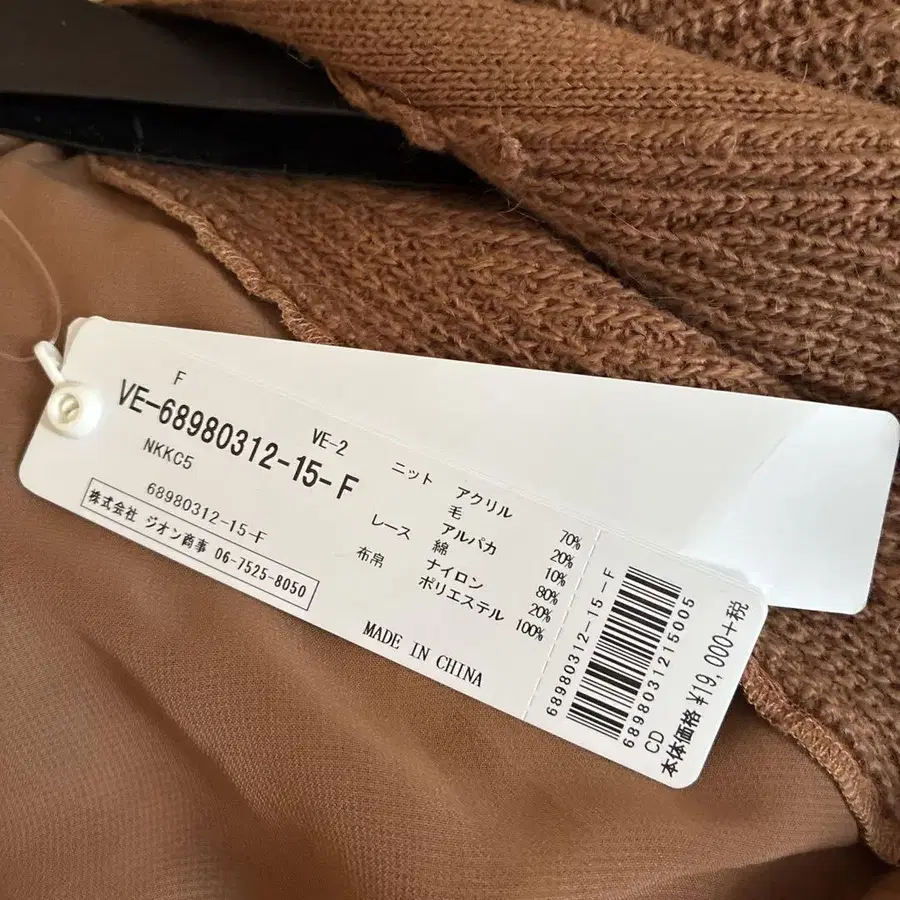 F
VE-68980312-15-F
VE-2
NKKC5
68980312-15-F
株式会社 ジオン商事 06-7525-8050
ニット アクリル 70%
毛 20%
アルパカ 10%
レース 綿 80%
ナイロン 20%
布帛 ポリエステル 100%
MADE IN CHINA
68980312-15-F
6898031215005
CD
本体価格 ¥19,000+税